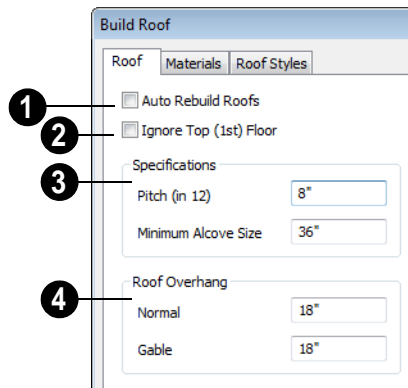 Build Roof
Roof Materials Roof Styles
1 Auto Rebuild Roofs
2 Ignore Top (1st) Floor
Specifications
3 Pitch (in 12) 8"
Minimum Alcove Size 36"
Roof Overhang
4 Normal 18"
Gable 18"